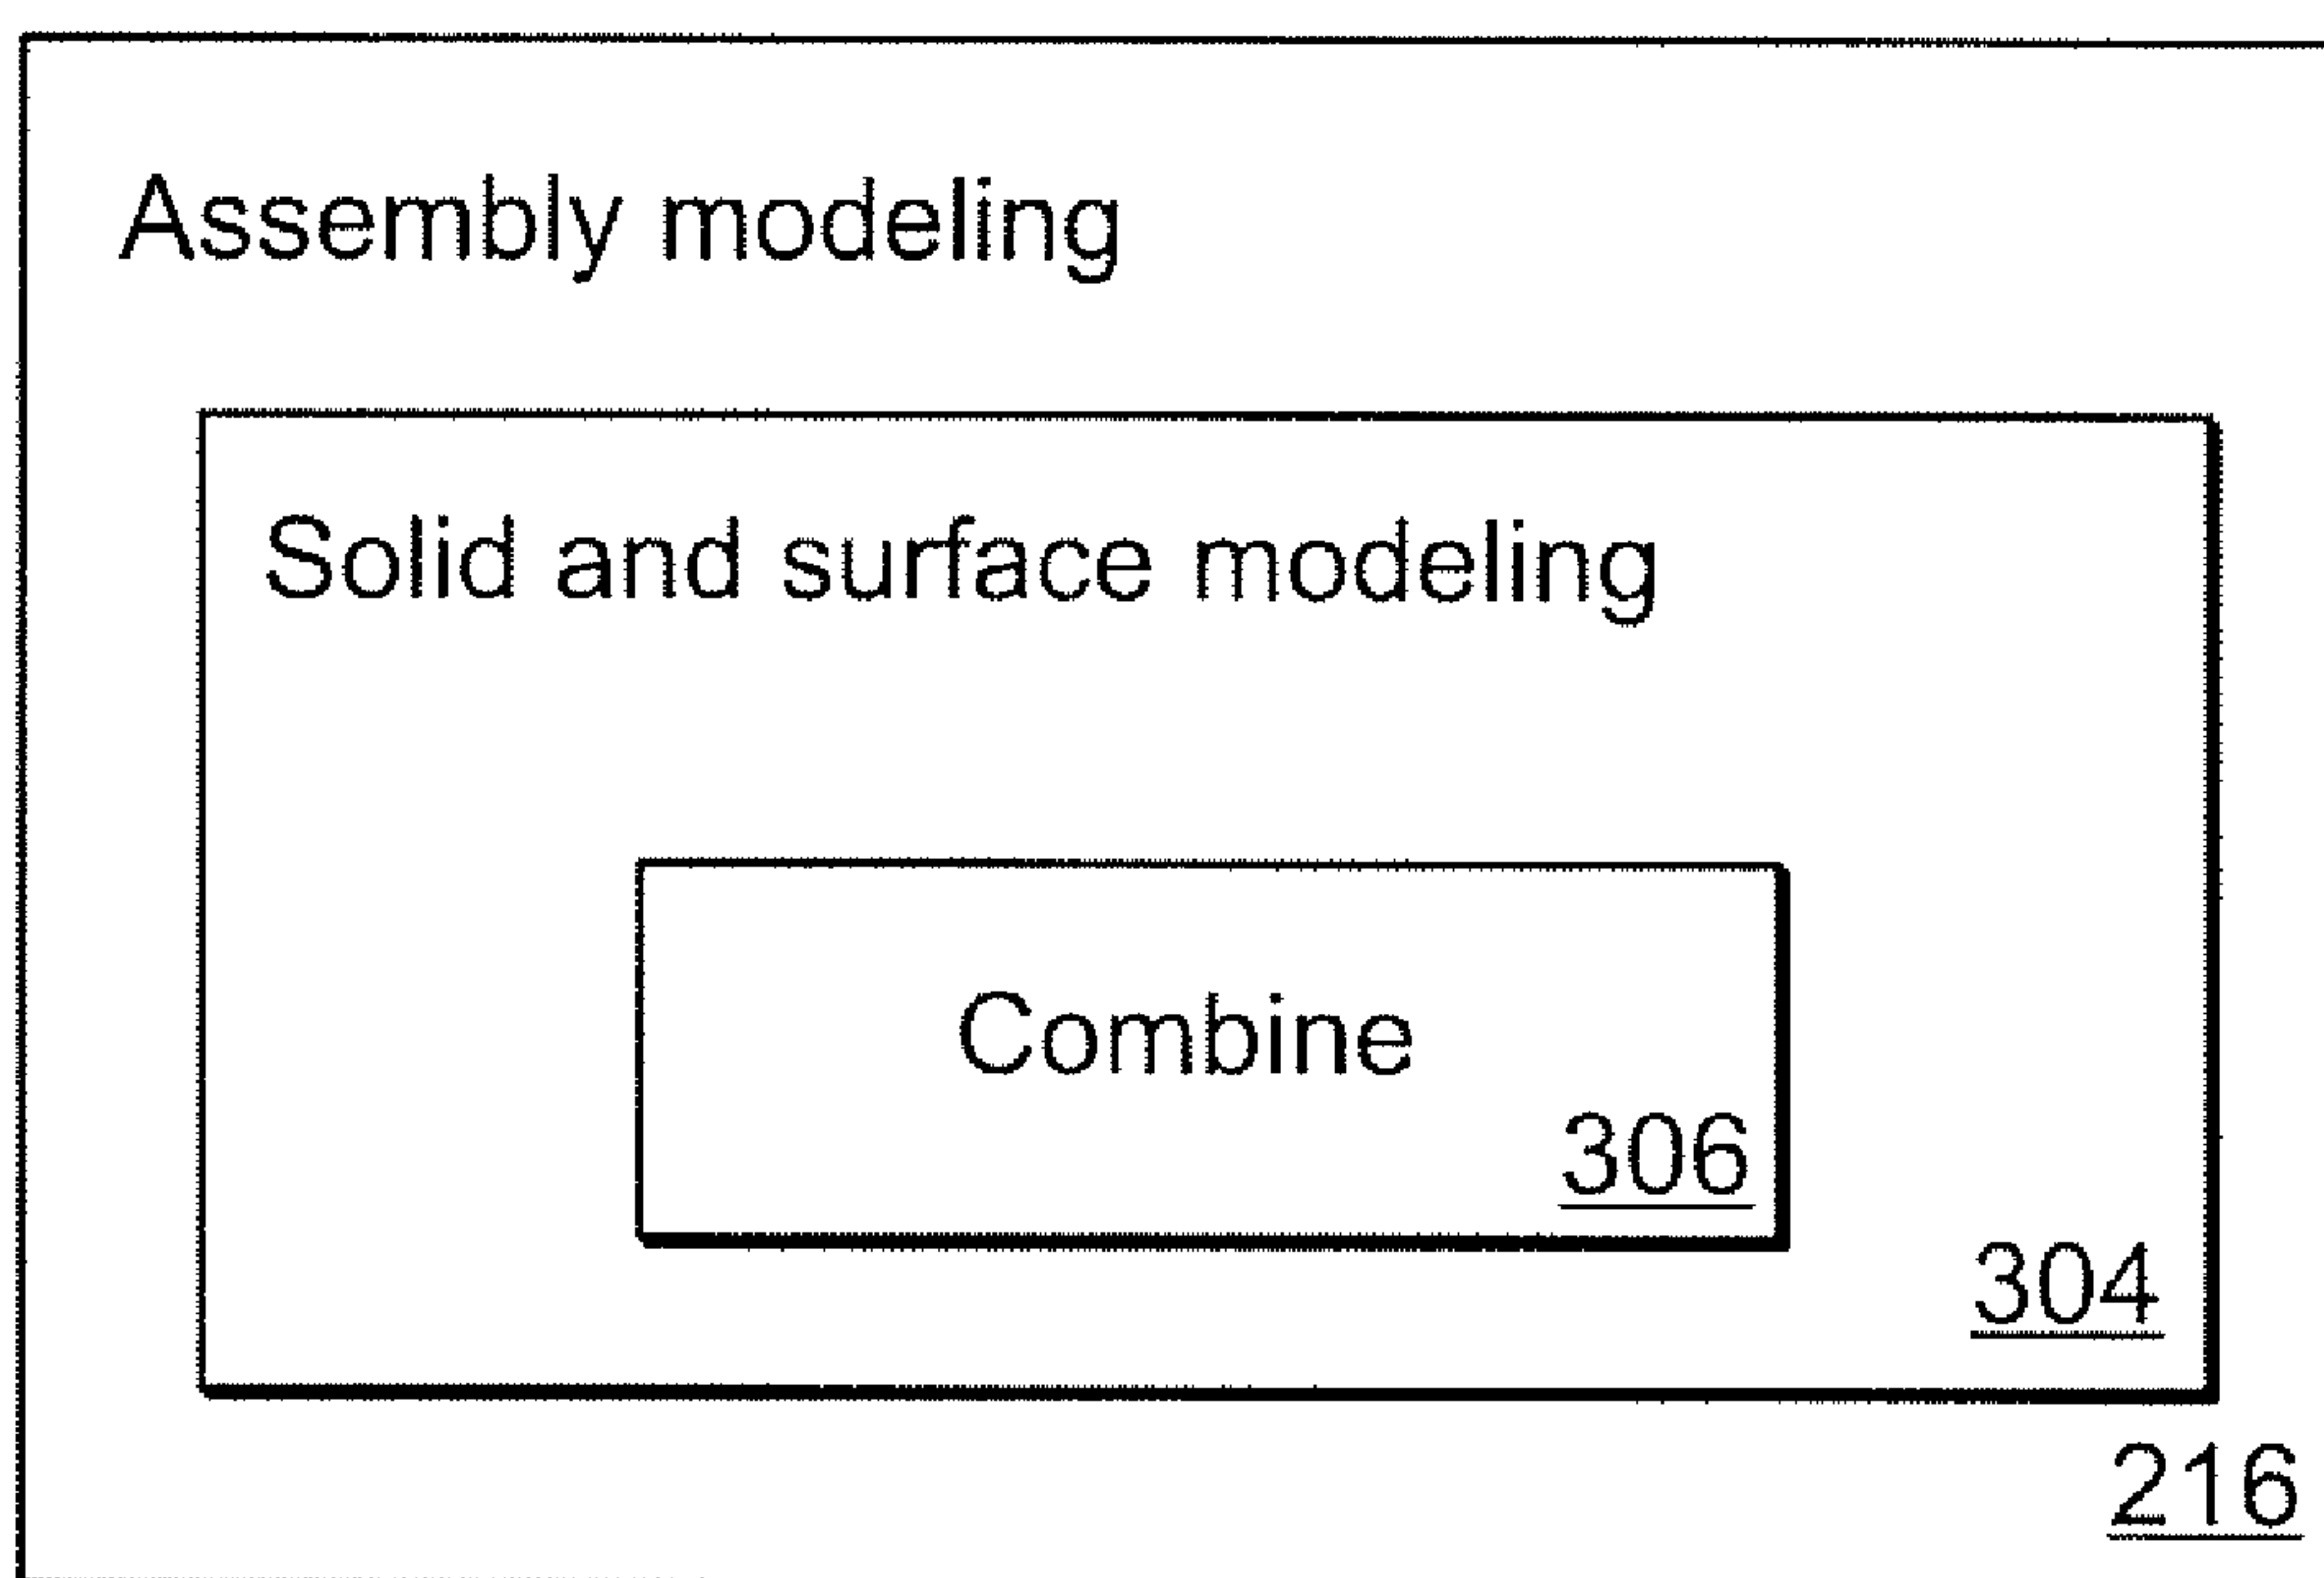 Assembly modeling
Solid and surface modeling
Combine
306
304
216